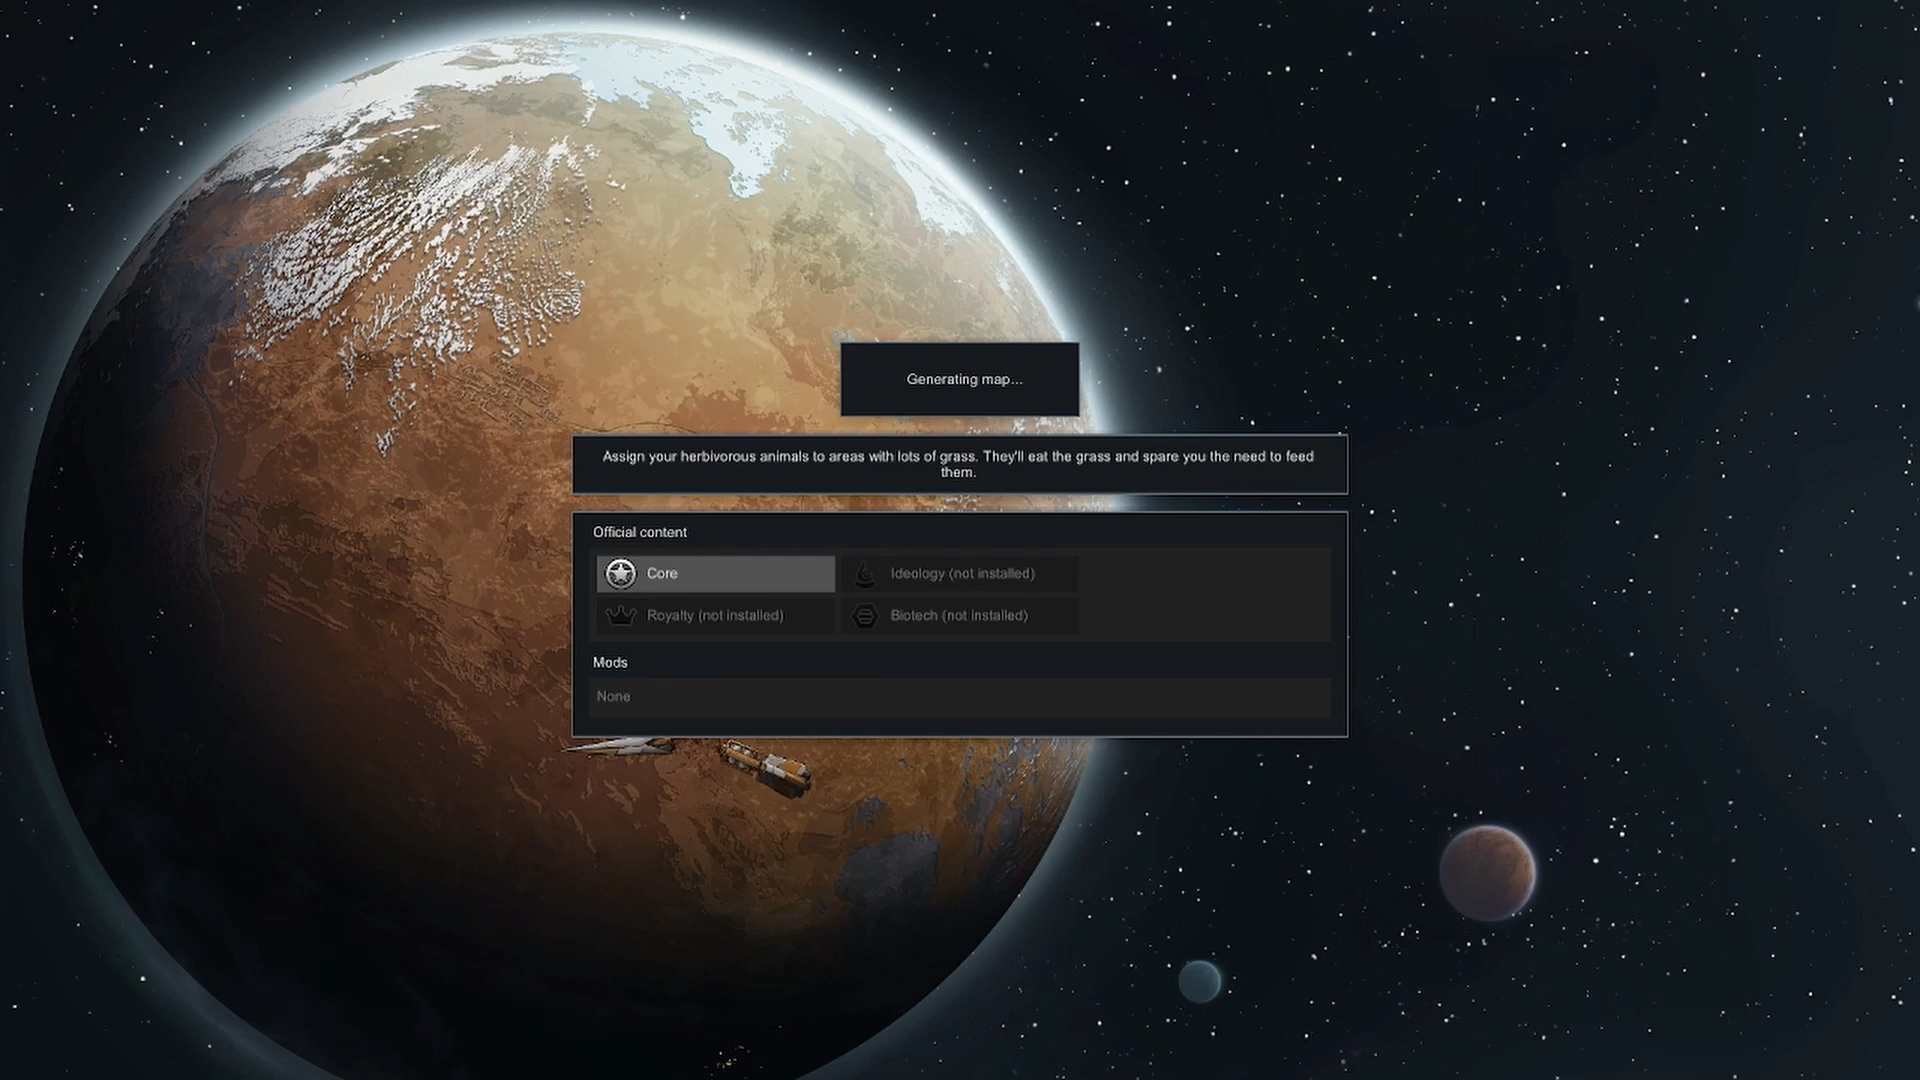 Generating map...
Assign your herbivorous animals to areas with lots of grass. They'll eat the grass and spare you the need to feed
them.
Official content
Core
Ideology (not installed)
Royalty (not installed)
Biotech (not installed)
Mods
None